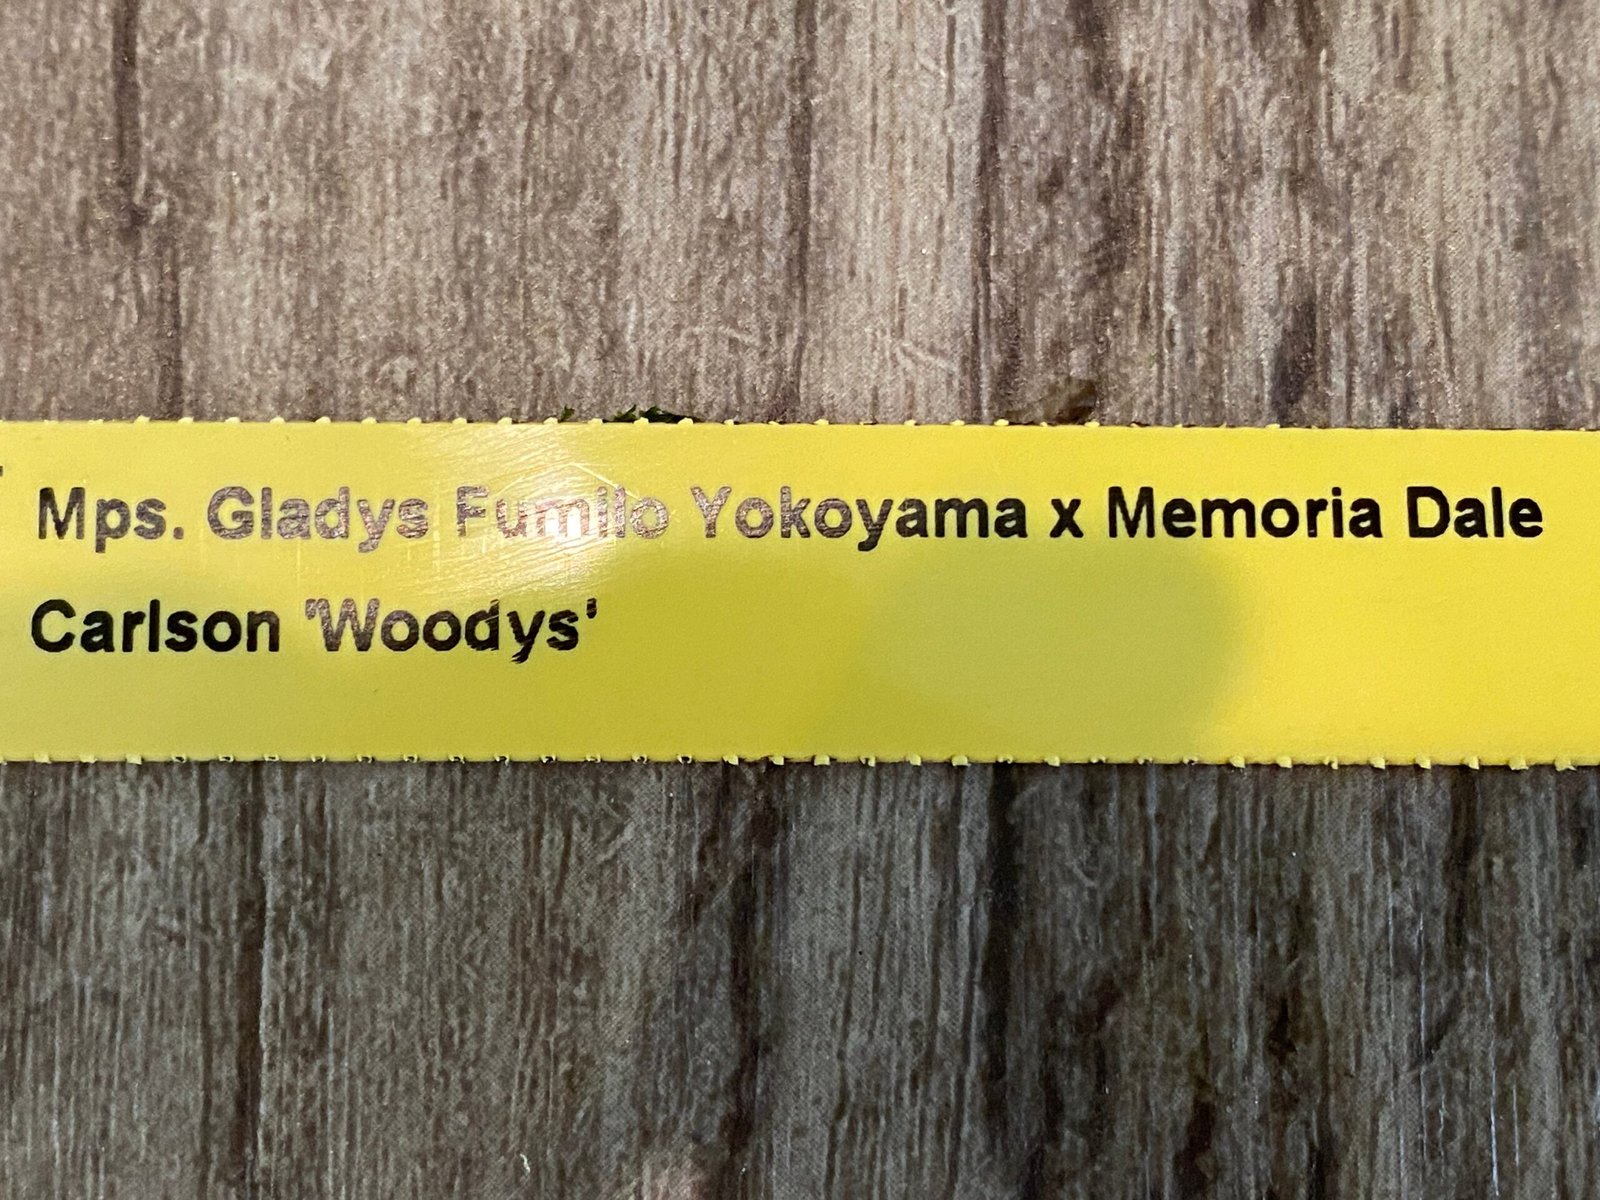 Mps. Gladys Fumilo Yokoyama x Memoria Dale
Carlson 'Woodys'